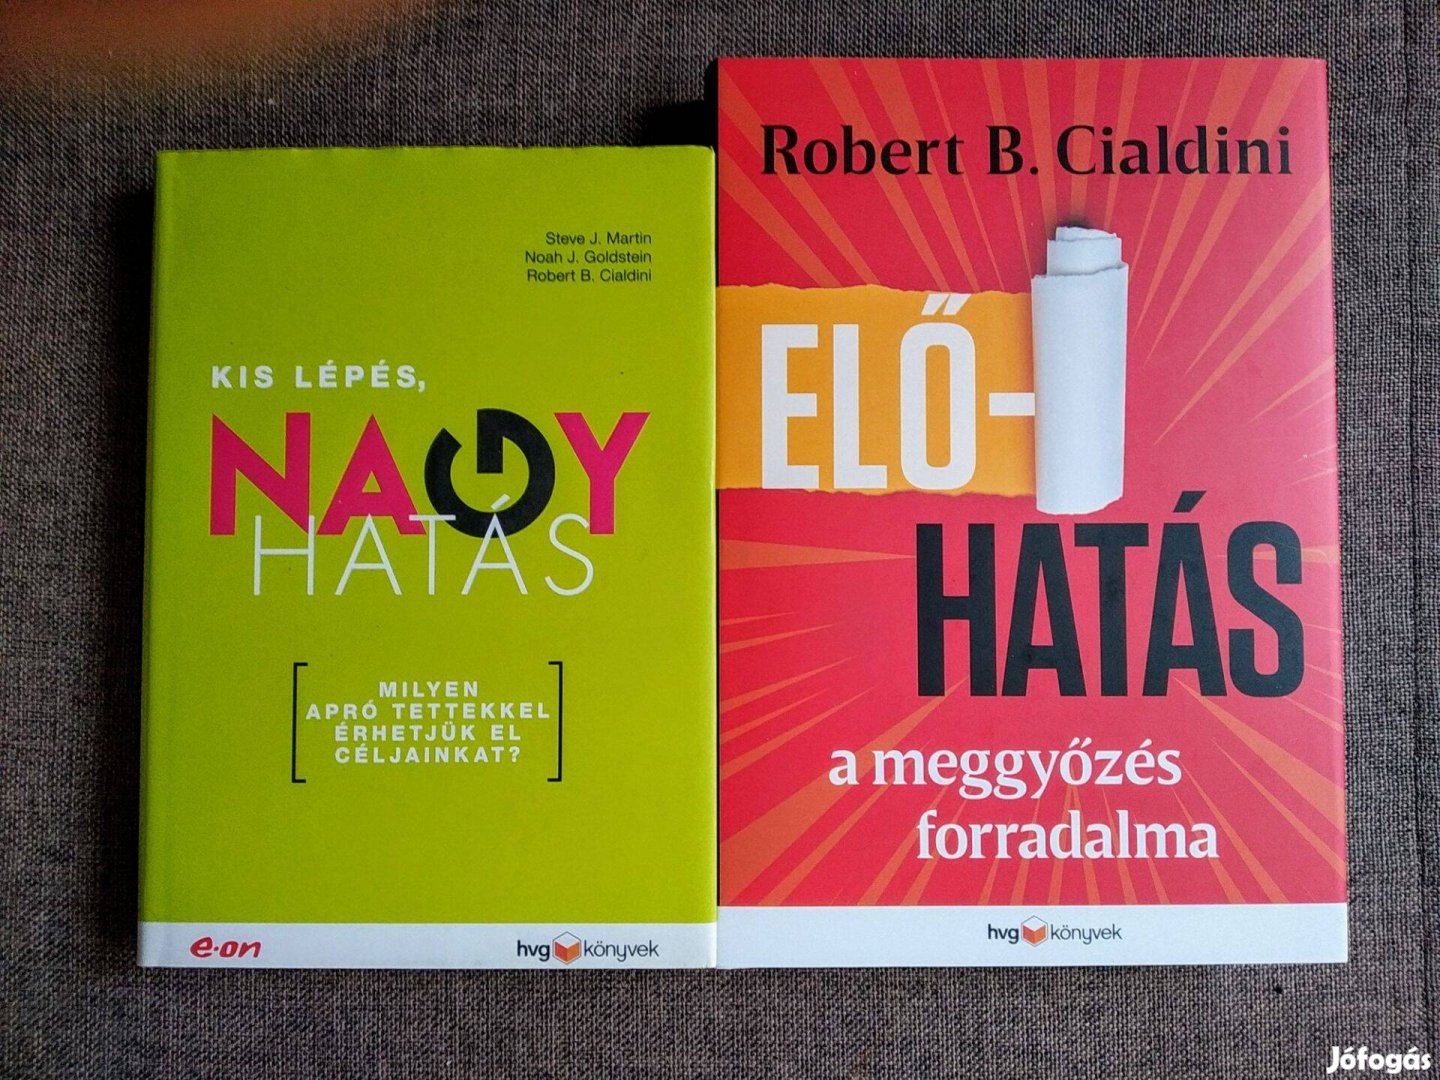 Steve J. Martin
Noah J. Goldstein
Robert B. Cialdini
KIS LÉPÉS,
NAGY
HATÁS
MILYEN
APRÓ TETTEKKEL
ÉRHETJÜK EL
CÉLJAINKAT?
e·on
hvg könyvek
Robert B. Cialdini
ELŐ-
HATÁS
a meggyőzés
forradalma
hvg könyvek
Jófogás